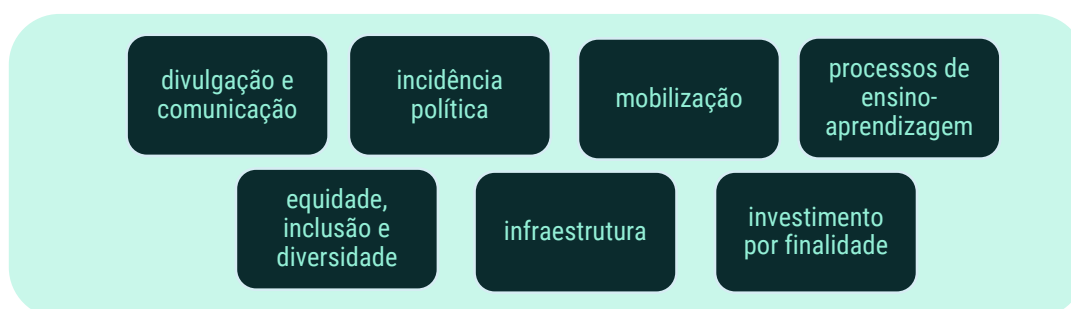 divulgação e
comunicação
incidência
política
mobilização
processos de
ensino-
aprendizagem
equidade,
inclusão e
diversidade
infraestrutura
investimento
por finalidade